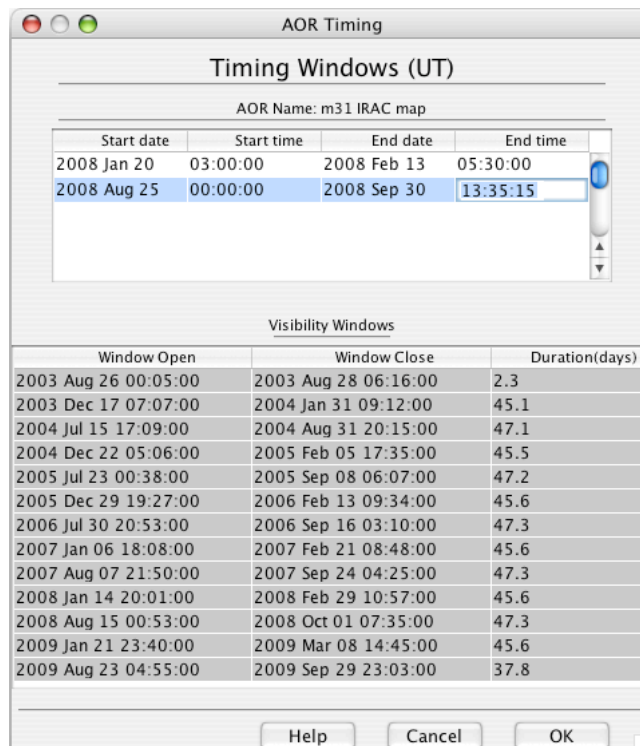 AOR Timing
Timing Windows (UT)
AOR Name: m31 IRAC map
Start date Start time End date End time
2008 Jan 20 03:00:00 2008 Feb 13 05:30:00
2008 Aug 25 00:00:00 2008 Sep 30 13:35:15
Visibility Windows
Window Open Window Close Duration(days)
2003 Aug 26 00:05:00 2003 Aug 28 06:16:00 2.3
2003 Dec 17 07:07:00 2004 Jan 31 09:12:00 45.1
2004 Jul 15 17:09:00 2004 Aug 31 20:15:00 47.1
2004 Dec 22 05:06:00 2005 Feb 05 17:35:00 45.5
2005 Jul 23 00:38:00 2005 Sep 08 06:07:00 47.2
2005 Dec 29 19:27:00 2006 Feb 13 09:34:00 45.6
2006 Jul 30 20:53:00 2006 Sep 16 03:10:00 47.3
2007 Jan 06 18:08:00 2007 Feb 21 08:48:00 45.6
2007 Aug 07 21:50:00 2007 Sep 24 04:25:00 47.3
2008 Jan 14 20:01:00 2008 Feb 29 10:57:00 45.6
2008 Aug 15 00:53:00 2008 Oct 01 07:35:00 47.3
2009 Jan 21 23:40:00 2009 Mar 08 14:45:00 45.6
2009 Aug 23 04:55:00 2009 Sep 29 23:03:00 37.8
Help Cancel OK